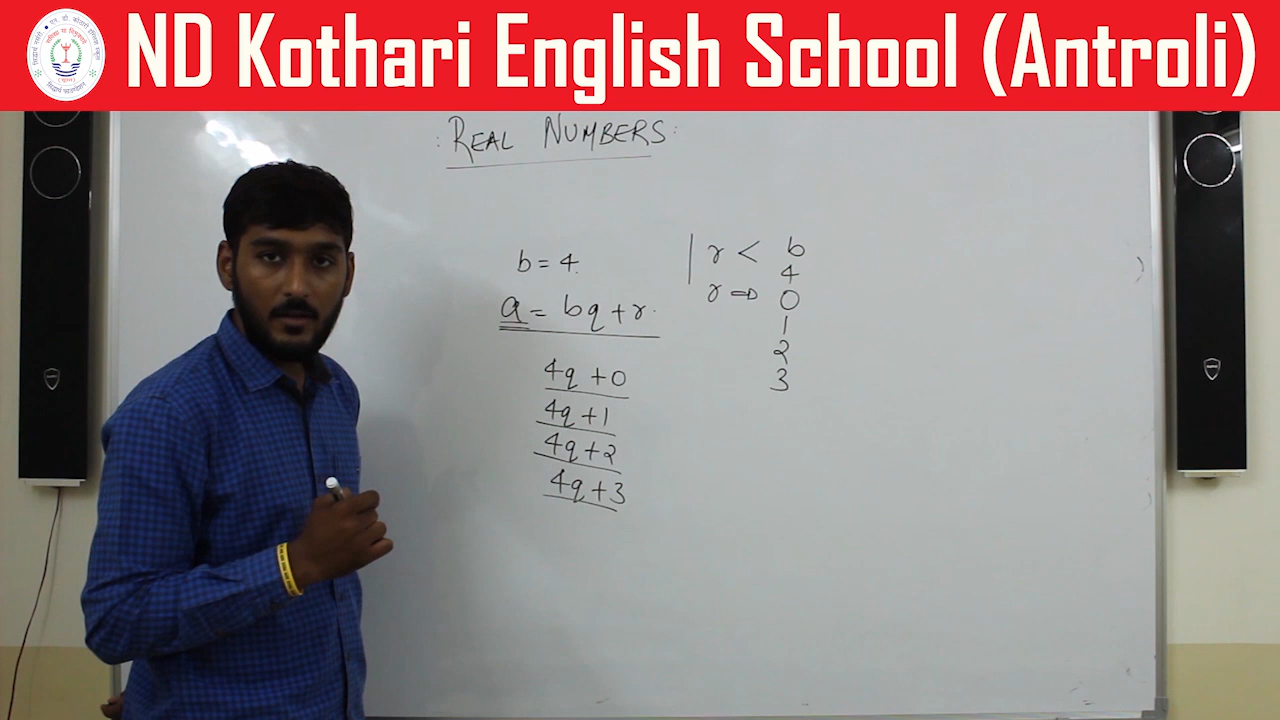 ND Kothari English School (Antroli)
: REAL NUMBERS :
b = 4.
a = bq + r.
4q + 0
4q + 1
4q + 2
4q + 3
r < b
4
r ⇒ 0
1
2
3